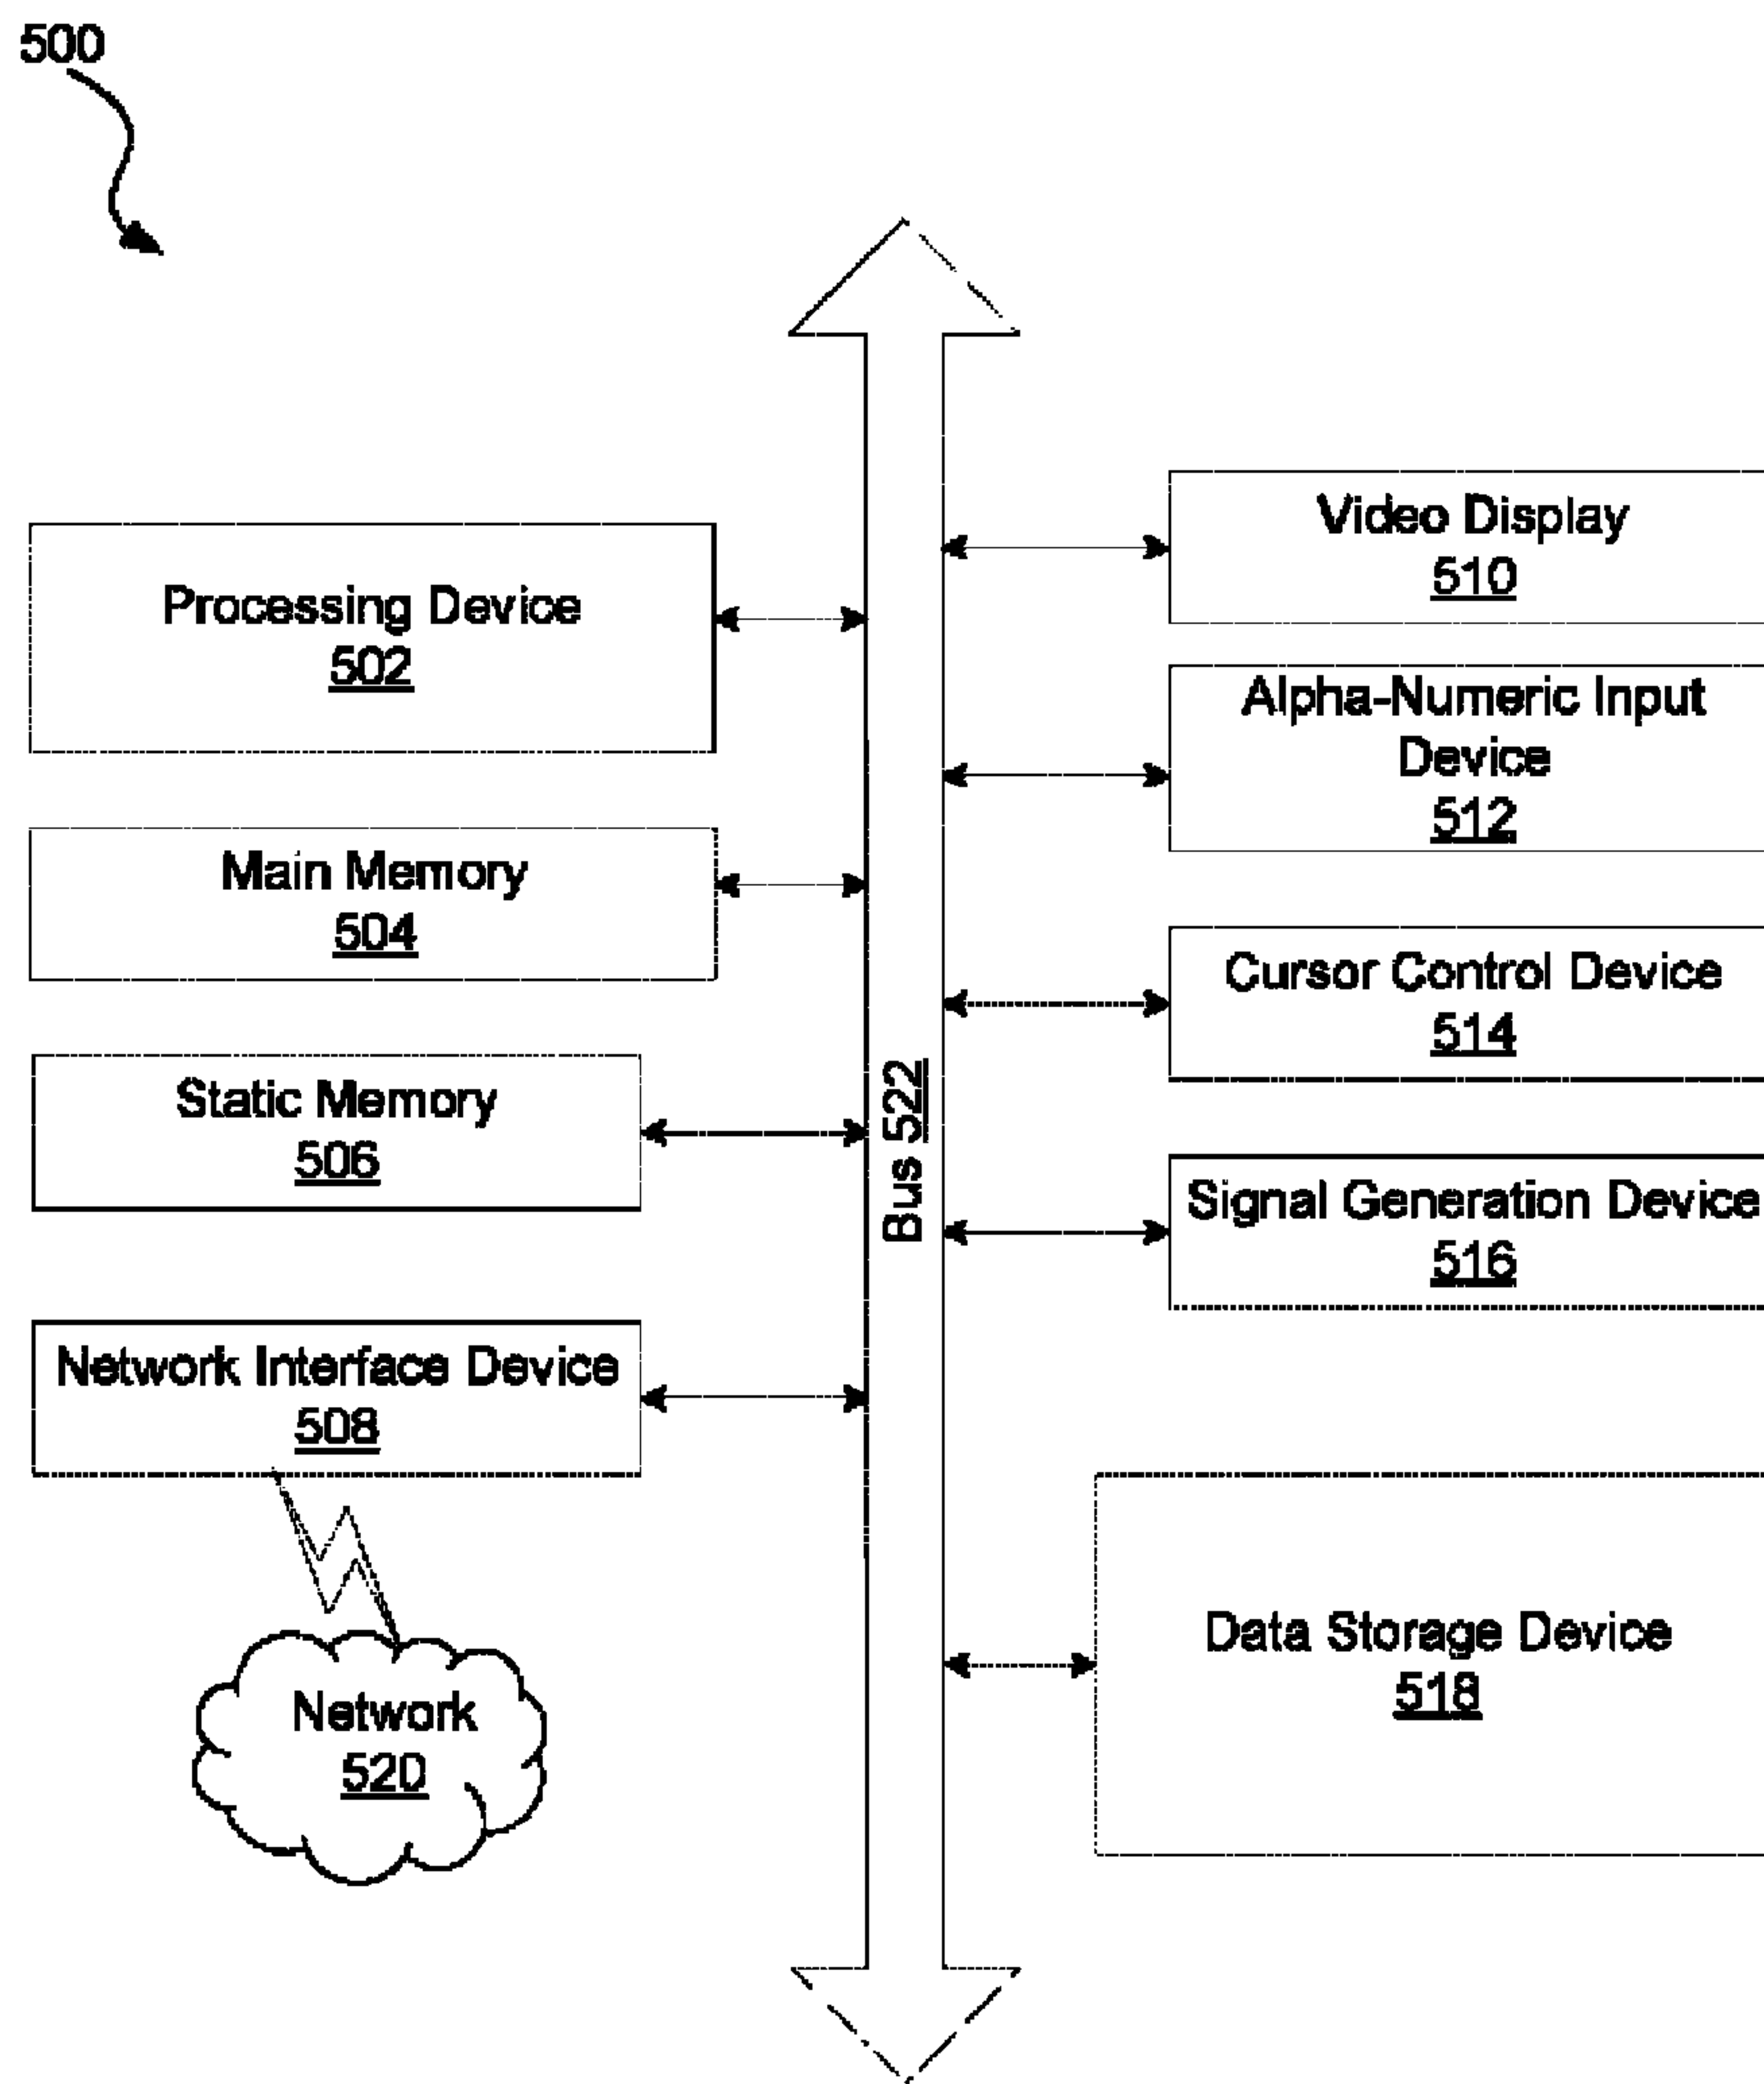 500
Processing Device
502
Main Memory
504
Static Memory
506
Network Interface Device
508
Network
520
Bus 522
Video Display
510
Alpha-Numeric Input
Device
512
Cursor Control Device
514
Signal Generation Device
516
Data Storage Device
518